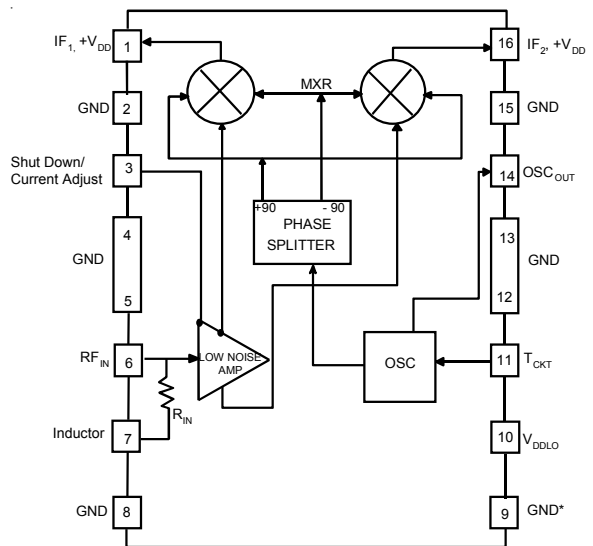 IF1, +VDD
1
16
IF2, +VDD
MXR
GND
2
15
GND
Shut Down/
Current Adjust
3
14
OSCOUT
+90
- 90
PHASE
SPLITTER
4
GND
5
13
GND
12
RFIN
6
LOW NOISE
AMP
OSC
11
TCKT
RIN
Inductor
7
10
VDDLO
GND
8
9
GND*